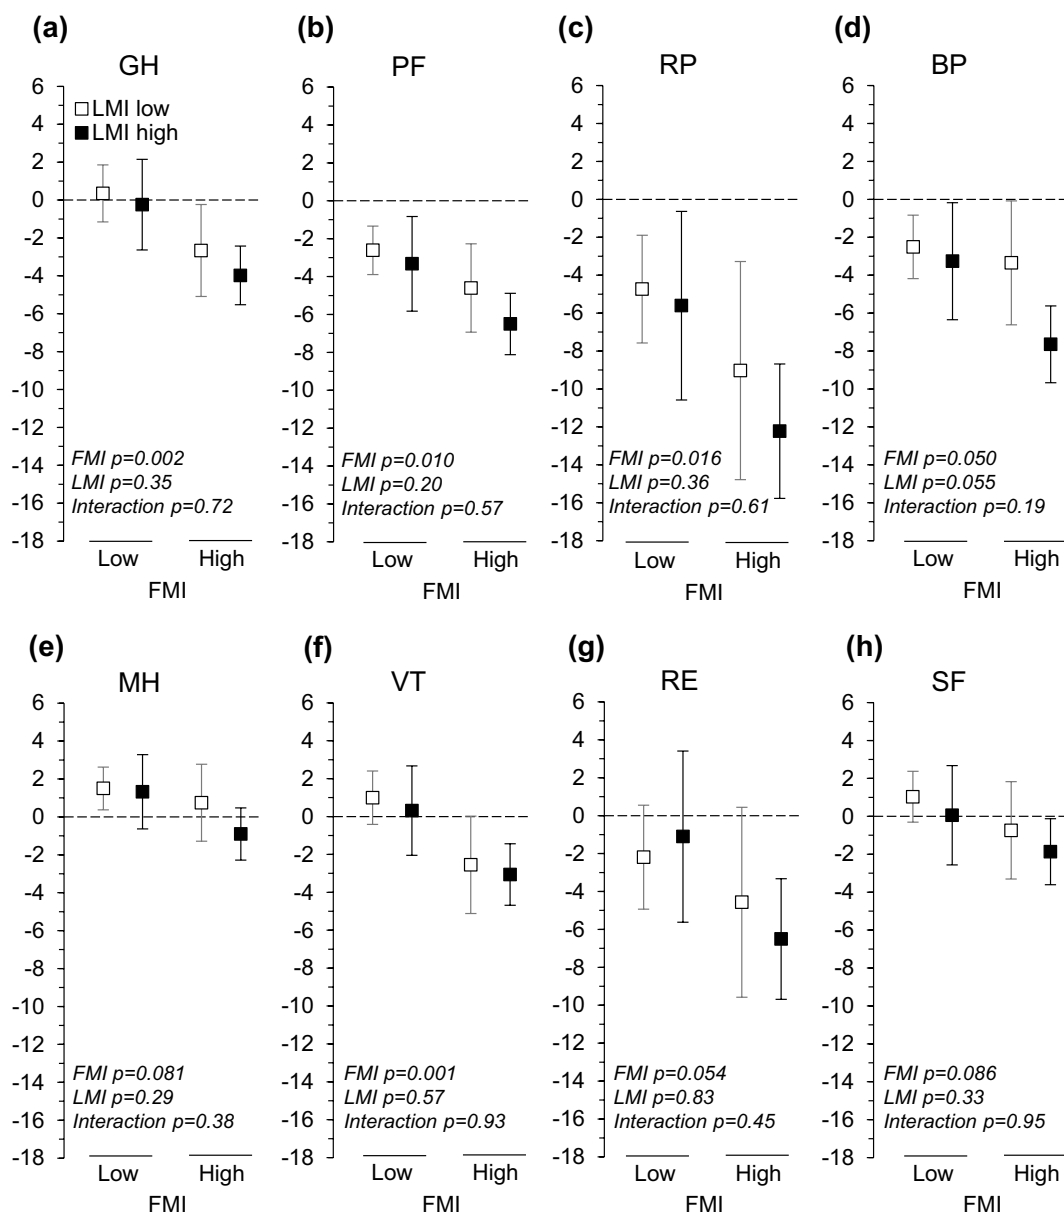 (a)
GH
6
4
2
0
-2
-4
-6
-8
-10
-12
-14
-16
-18
LMI low
LMI high
FMI p=0.002
LMI p=0.35
Interaction p=0.72
Low
High
FMI
(b)
PF
6
4
2
0
-2
-4
-6
-8
-10
-12
-14
-16
-18
FMI p=0.010
LMI p=0.20
Interaction p=0.57
Low
High
FMI
(c)
RP
6
4
2
0
-2
-4
-6
-8
-10
-12
-14
-16
-18
FMI p=0.016
LMI p=0.36
Interaction p=0.61
Low
High
FMI
(d)
BP
6
4
2
0
-2
-4
-6
-8
-10
-12
-14
-16
-18
FMI p=0.050
LMI p=0.055
Interaction p=0.19
Low
High
FMI
(e)
MH
6
4
2
0
-2
-4
-6
-8
-10
-12
-14
-16
-18
FMI p=0.081
LMI p=0.29
Interaction p=0.38
Low
High
FMI
(f)
VT
6
4
2
0
-2
-4
-6
-8
-10
-12
-14
-16
-18
FMI p=0.001
LMI p=0.57
Interaction p=0.93
Low
High
FMI
(g)
RE
6
4
2
0
-2
-4
-6
-8
-10
-12
-14
-16
-18
FMI p=0.054
LMI p=0.83
Interaction p=0.45
Low
High
FMI
(h)
SF
6
4
2
0
-2
-4
-6
-8
-10
-12
-14
-16
-18
FMI p=0.086
LMI p=0.33
Interaction p=0.95
Low
High
FMI